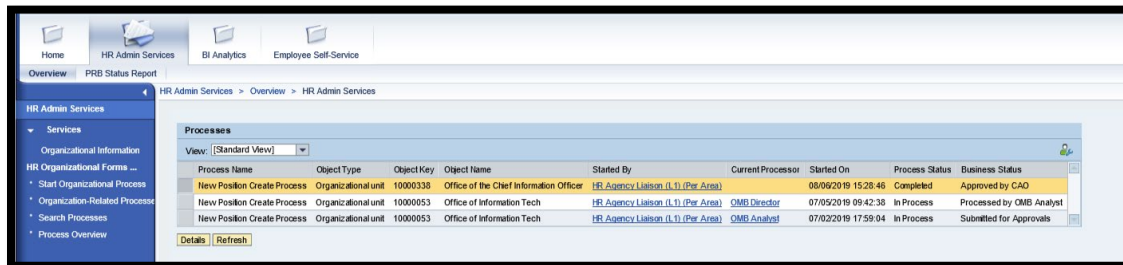 Home HR Admin Services BI Analytics Employee Self-Service
Overview PRB Status Report
HR Admin Services > Overview > HR Admin Services
HR Admin Services
Services
Organizational Information
HR Organizational Forms ...
Start Organizational Process
Organization-Related Processe
Search Processes
Process Overview
Processes
View: [Standard View]
Process Name Object Type Object Key Object Name Started By Current Processor Started On Process Status Business Status
New Position Create Process Organizational unit 10000338 Office of the Chief Information Officer HR Agency Liaison (L1) (Per Area) 08/06/2019 15:28:46 Completed Approved by CAO
New Position Create Process Organizational unit 10000053 Office of Information Tech HR Agency Liaison (L1) (Per Area) OMB Director 07/05/2019 09:42:38 In Process Processed by OMB Analyst
New Position Create Process Organizational unit 10000053 Office of Information Tech HR Agency Liaison (L1) (Per Area) OMB Analyst 07/02/2019 17:59:04 In Process Submitted for Approvals
Details Refresh